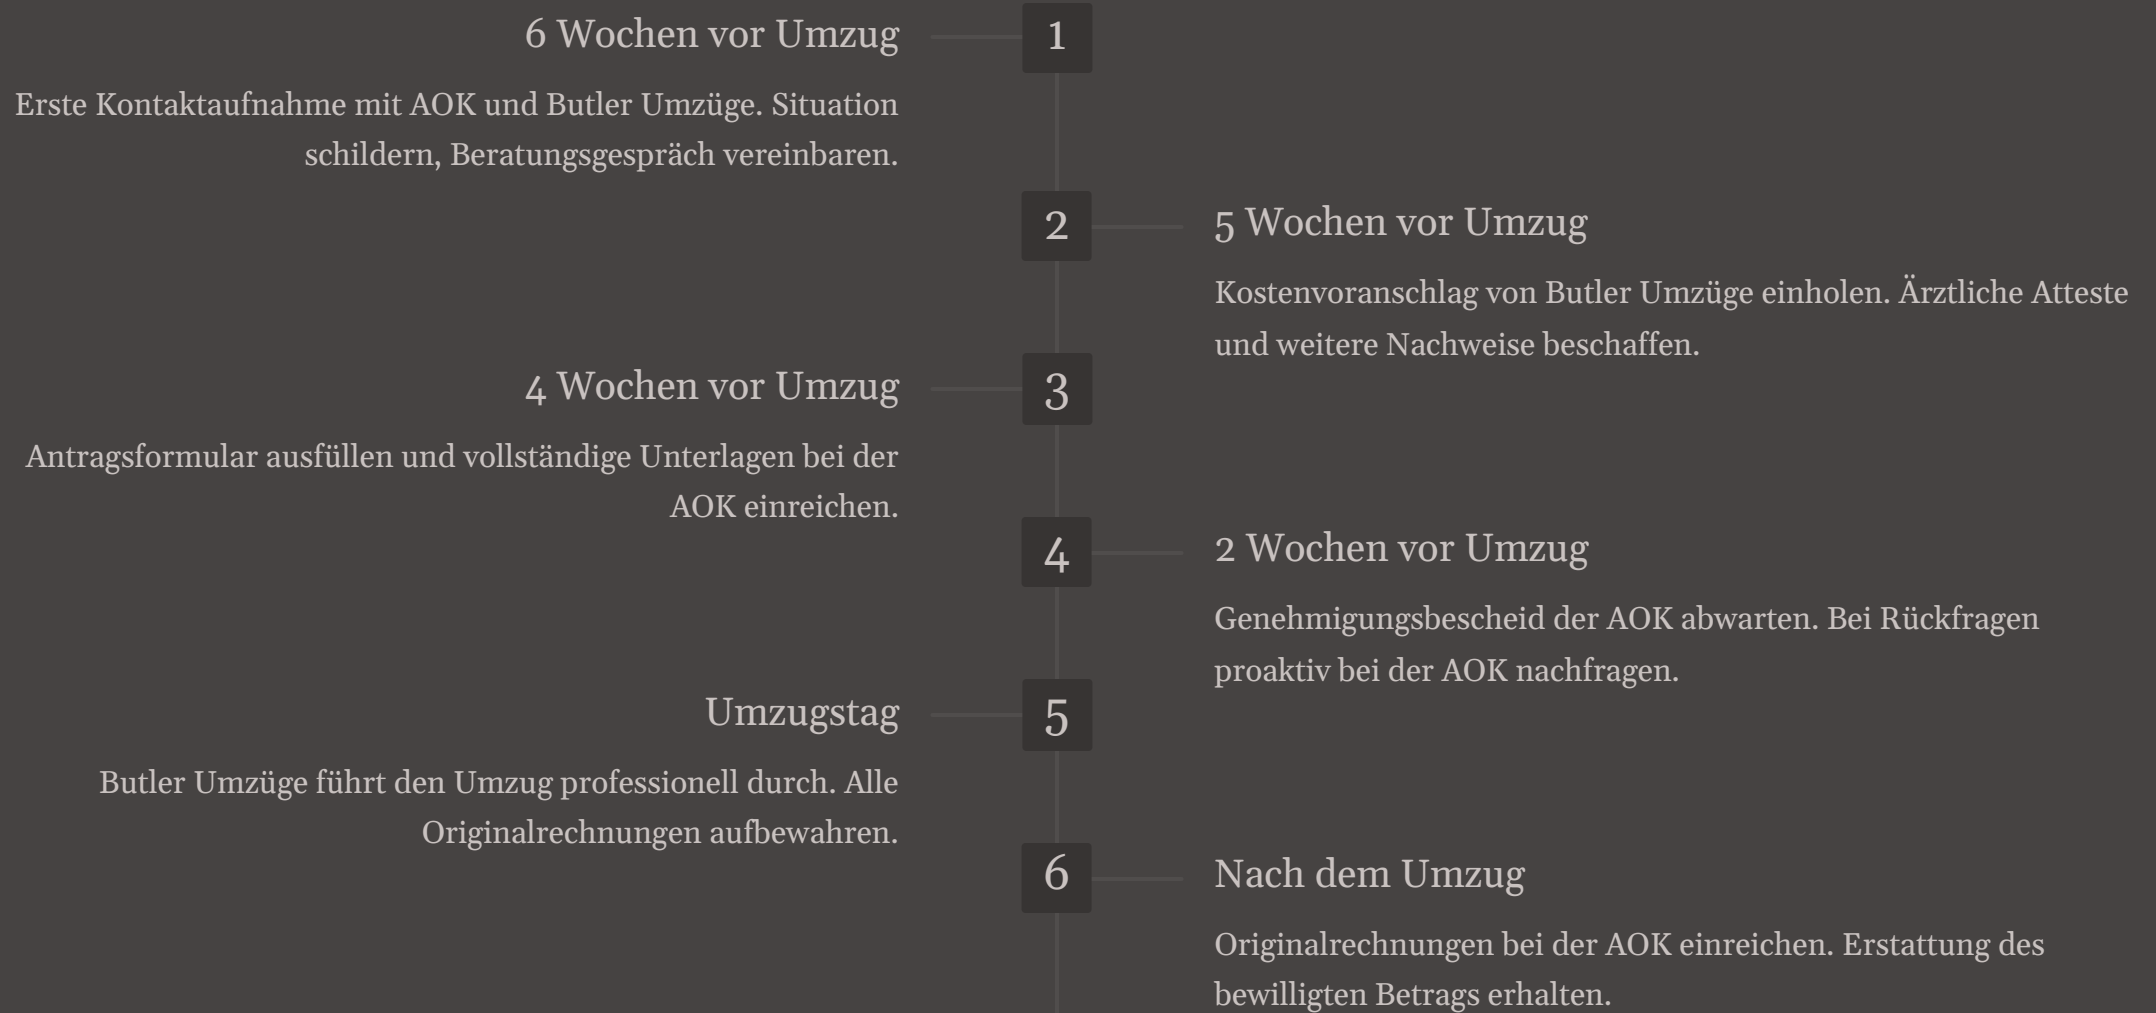 6 Wochen vor Umzug
1
Erste Kontaktaufnahme mit AOK und Butler Umzüge. Situation
schildern, Beratungsgespräch vereinbaren.
2
5 Wochen vor Umzug
Kostenvoranschlag von Butler Umzüge einholen. Ärztliche Atteste
und weitere Nachweise beschaffen.
4 Wochen vor Umzug
3
Antragsformular ausfüllen und vollständige Unterlagen bei der
AOK einreichen.
4
2 Wochen vor Umzug
Genehmigungsbescheid der AOK abwarten. Bei Rückfragen
proaktiv bei der AOK nachfragen.
Umzugstag
5
Butler Umzüge führt den Umzug professionell durch. Alle
Originalrechnungen aufbewahren.
6
Nach dem Umzug
Originalrechnungen bei der AOK einreichen. Erstattung des
bewilligten Betrags erhalten.